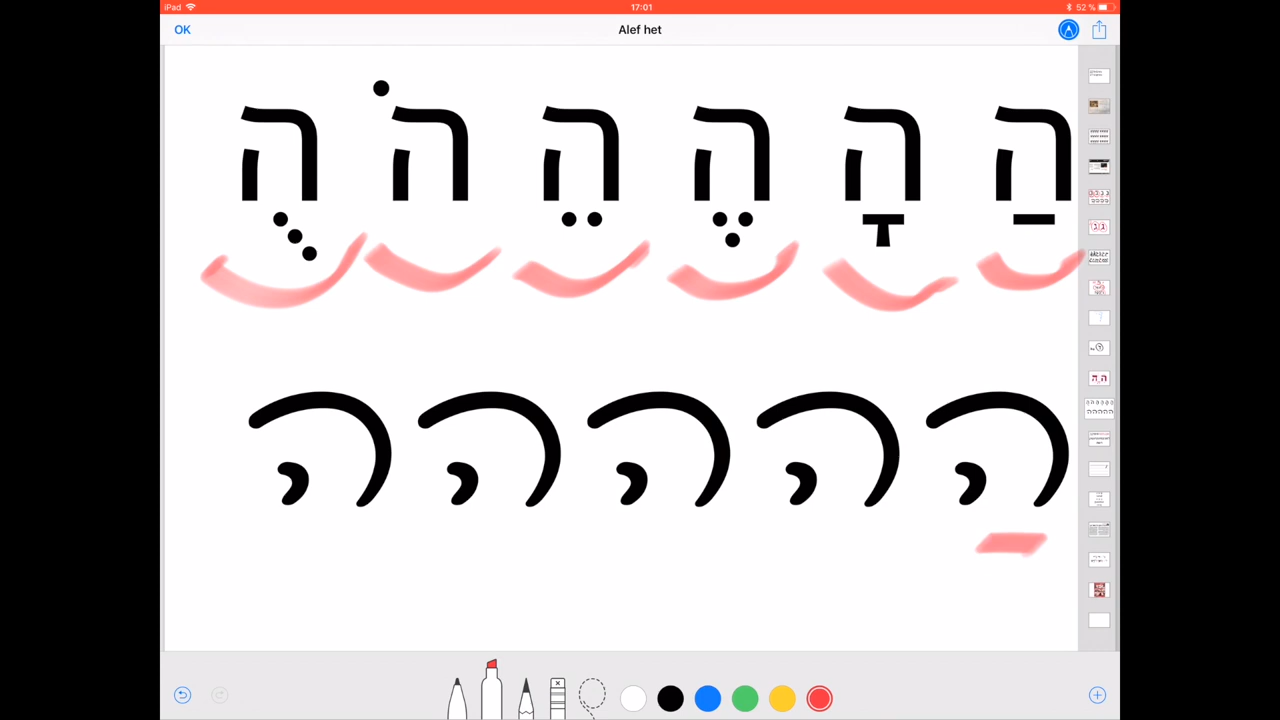 iPad 17:01 52 %
OK Alef het
הַ הָ הֶ הֵ הֹ הֻ
ה ה ה ה ה